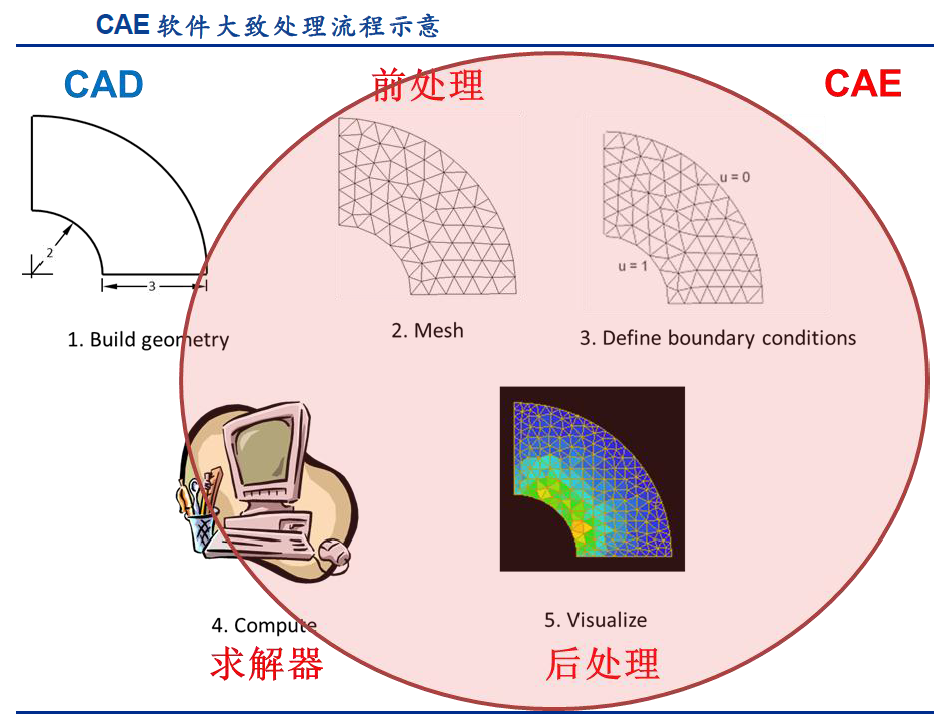 CAE 软件大致处理流程示意
CAD
前处理
CAE
2
3
u = 0
u = 1
1. Build geometry
2. Mesh
3. Define boundary conditions
4. Compute
5. Visualize
求解器
后处理